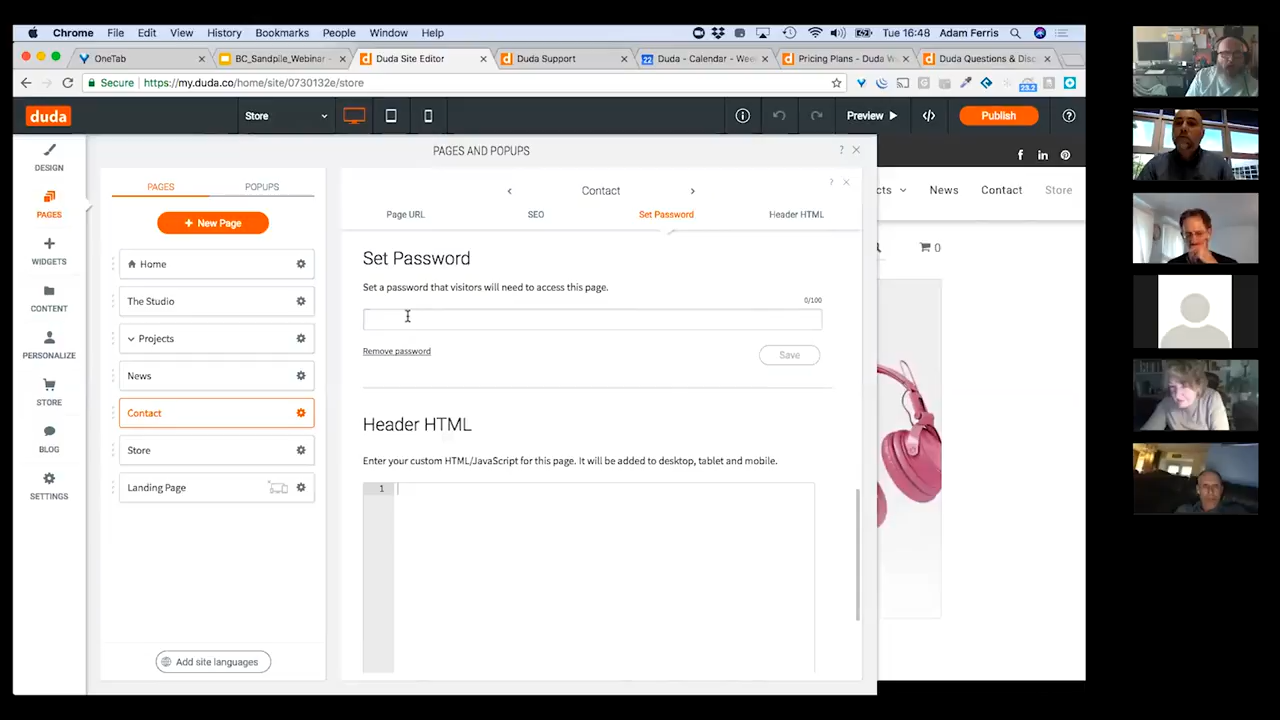 Chrome File Edit View History Bookmarks People Window Help Tue 16:48 Adam Ferris
OneTab BC_Sandpile_Webinar - Duda Site Editor Duda Support Duda - Calendar - Wee Pricing Plans - Duda W Duda Questions & Disc
Secure https://my.duda.co/home/site/0730132e/store 23.2
duda Store Preview Publish
PAGES AND POPUPS
DESIGN
PAGES
WIDGETS
CONTENT
PERSONALIZE
STORE
BLOG
SETTINGS
PAGES POPUPS
+ New Page
Home
The Studio
Projects
News
Contact
Store
Landing Page
Add site languages
Contact
Page URL SEO Set Password Header HTML
Set Password
Set a password that visitors will need to access this page.
0/100
Remove password Save
Header HTML
Enter your custom HTML/JavaScript for this page. It will be added to desktop, tablet and mobile.
1
cts News Contact Store
0